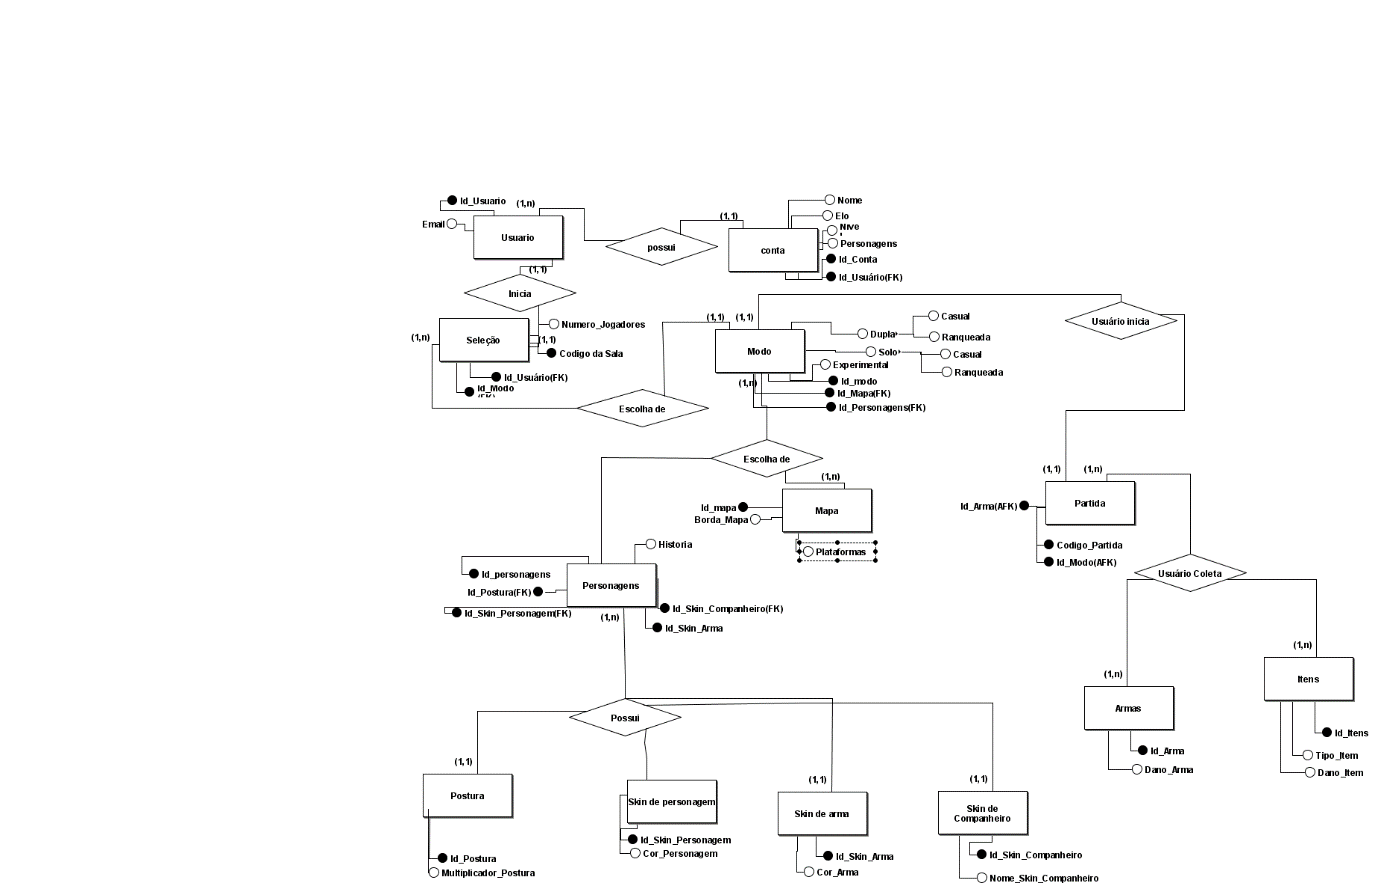 Id_Usuario
(1,n)
Email
Usuario
possui
(1,1)
conta
Nome
Elo
Nive
Personagens
Id_Conta
Id_Usuário(FK)
(1,1)
Inicia
Numero_Jogadores
(1,n)
Seleção
(1,1)
Codigo da Sala
Id_Usuário(FK)
Id_Modo
Escolha de
(1,1)
(1,1)
Modo
Dupla
Casual
Ranqueada
Solo
Casual
Ranqueada
Experimental
(1,n)
Id_modo
Id_Mapa(FK)
Id_Personagens(FK)
Usuário inicia
Escolha de
(1,n)
Id_mapa
Borda_Mapa
Mapa
Plataformas
(1,1)
(1,n)
Id_Arma(AFK)
Partida
Codigo_Partida
Id_Modo(AFK)
Usuário Coleta
Historia
Id_personagens
Id_Postura(FK)
Id_Skin_Personagem(FK)
Personagens
Id_Skin_Companheiro(FK)
(1,n)
Id_Skin_Arma
(1,n)
Armas
Id_Arma
Dano_Arma
(1,n)
Itens
Id_Itens
Tipo_Item
Dano_Item
Possui
(1,1)
Postura
Id_Postura
Multiplicador_Postura
Skin de personagem
Id_Skin_Personagem
Cor_Personagem
(1,1)
Skin de arma
Id_Skin_Arma
Cor_Arma
(1,1)
Skin de
Companheiro
Id_Skin_Companheiro
Nome_Skin_Companheiro